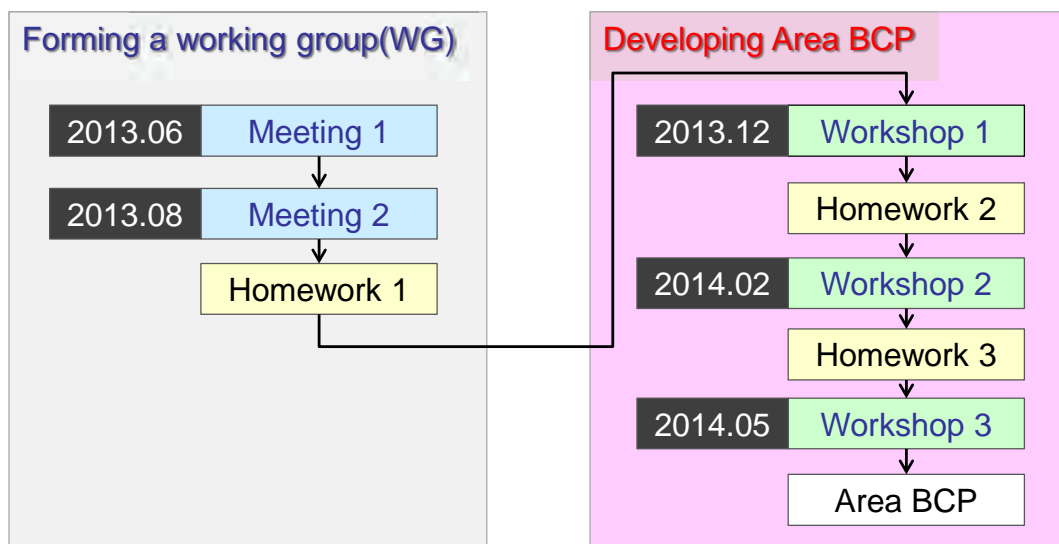 Forming a working group(WG)
2013.06 Meeting 1
2013.08 Meeting 2
Homework 1
Developing Area BCP
2013.12 Workshop 1
Homework 2
2014.02 Workshop 2
Homework 3
2014.05 Workshop 3
Area BCP